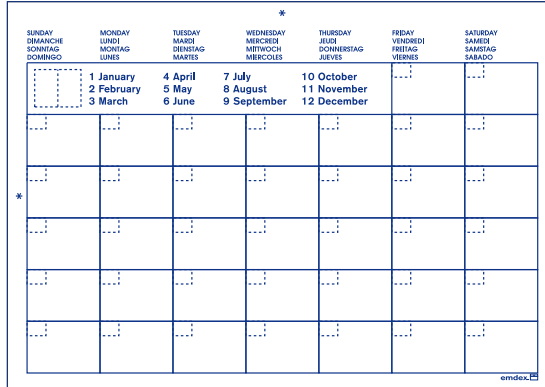 *
SUNDAY MONDAY TUESDAY WEDNESDAY THURSDAY FRIDAY SATURDAY
DIMANCHE LUNDI MARDI MERCREDI JEUDI VENDREDI SAMEDI
SONNTAG MONTAG DIENSTAG MITTWOCH DONNERSTAG FREITAG SAMSTAG
DOMINGO LUNES MARTES MIERCOLES JUEVES VIERNES SABADO
1 January 4 April 7 July 10 October
2 February 5 May 8 August 11 November
3 March 6 June 9 September 12 December
*
emdex.